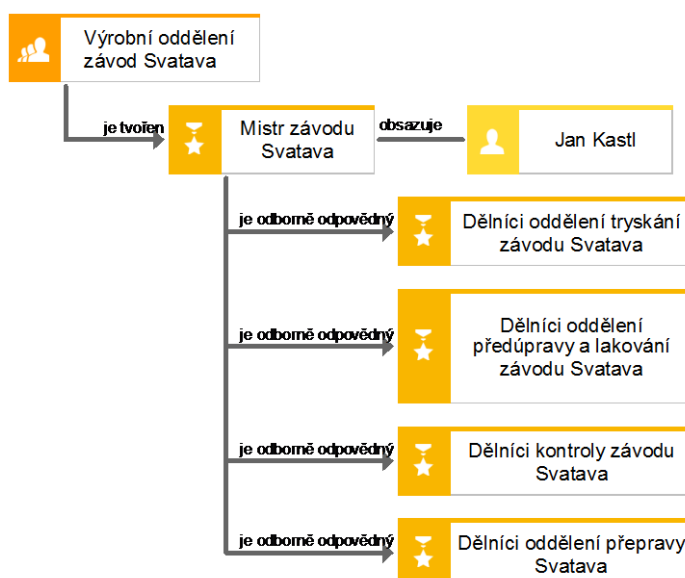 Výrobní oddělení
závod Svatava
je tvořen
Mistr závodu
Svatava
obsazuje
Jan Kastl
je odborně odpovědný
Dělníci oddělení tryskání
závodu Svatava
je odborně odpovědný
Dělníci oddělení
předúpravy a lakování
závodu Svatava
je odborně odpovědný
Dělníci kontroly závodu
Svatava
je odborně odpovědný
Dělníci oddělení přepravy
Svatava